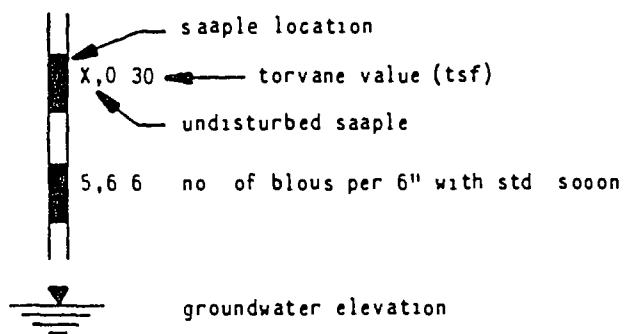 saaple location
X,0 30 torvane value (tsf)
undisturbed saaple
5,6 6 no of blous per 6" with std sooon
groundwater elevation